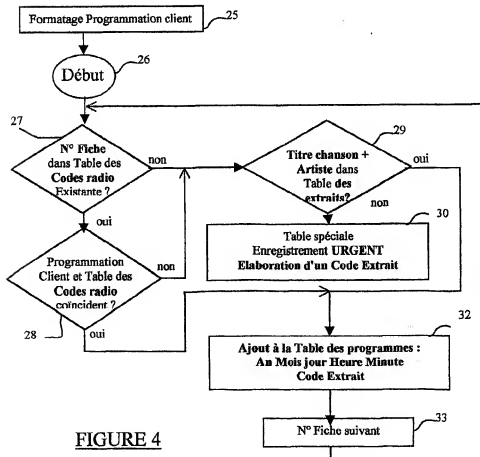 Formatage Programmation client
25
Début
26
27
N° Fiche
dans Table des
Codes radio
Existante ?
non
oui
29
Titre chanson +
Artiste dans
Table des
extraits?
oui
non
30
Table spéciale
Enregistrement URGENT
Elaboration d'un Code Extrait
Programmation
Client et Table des
Codes radio
coïncident ?
non
28
oui
32
Ajout à la Table des programmes :
An Mois jour Heure Minute
Code Extrait
33
N° Fiche suivant
FIGURE 4